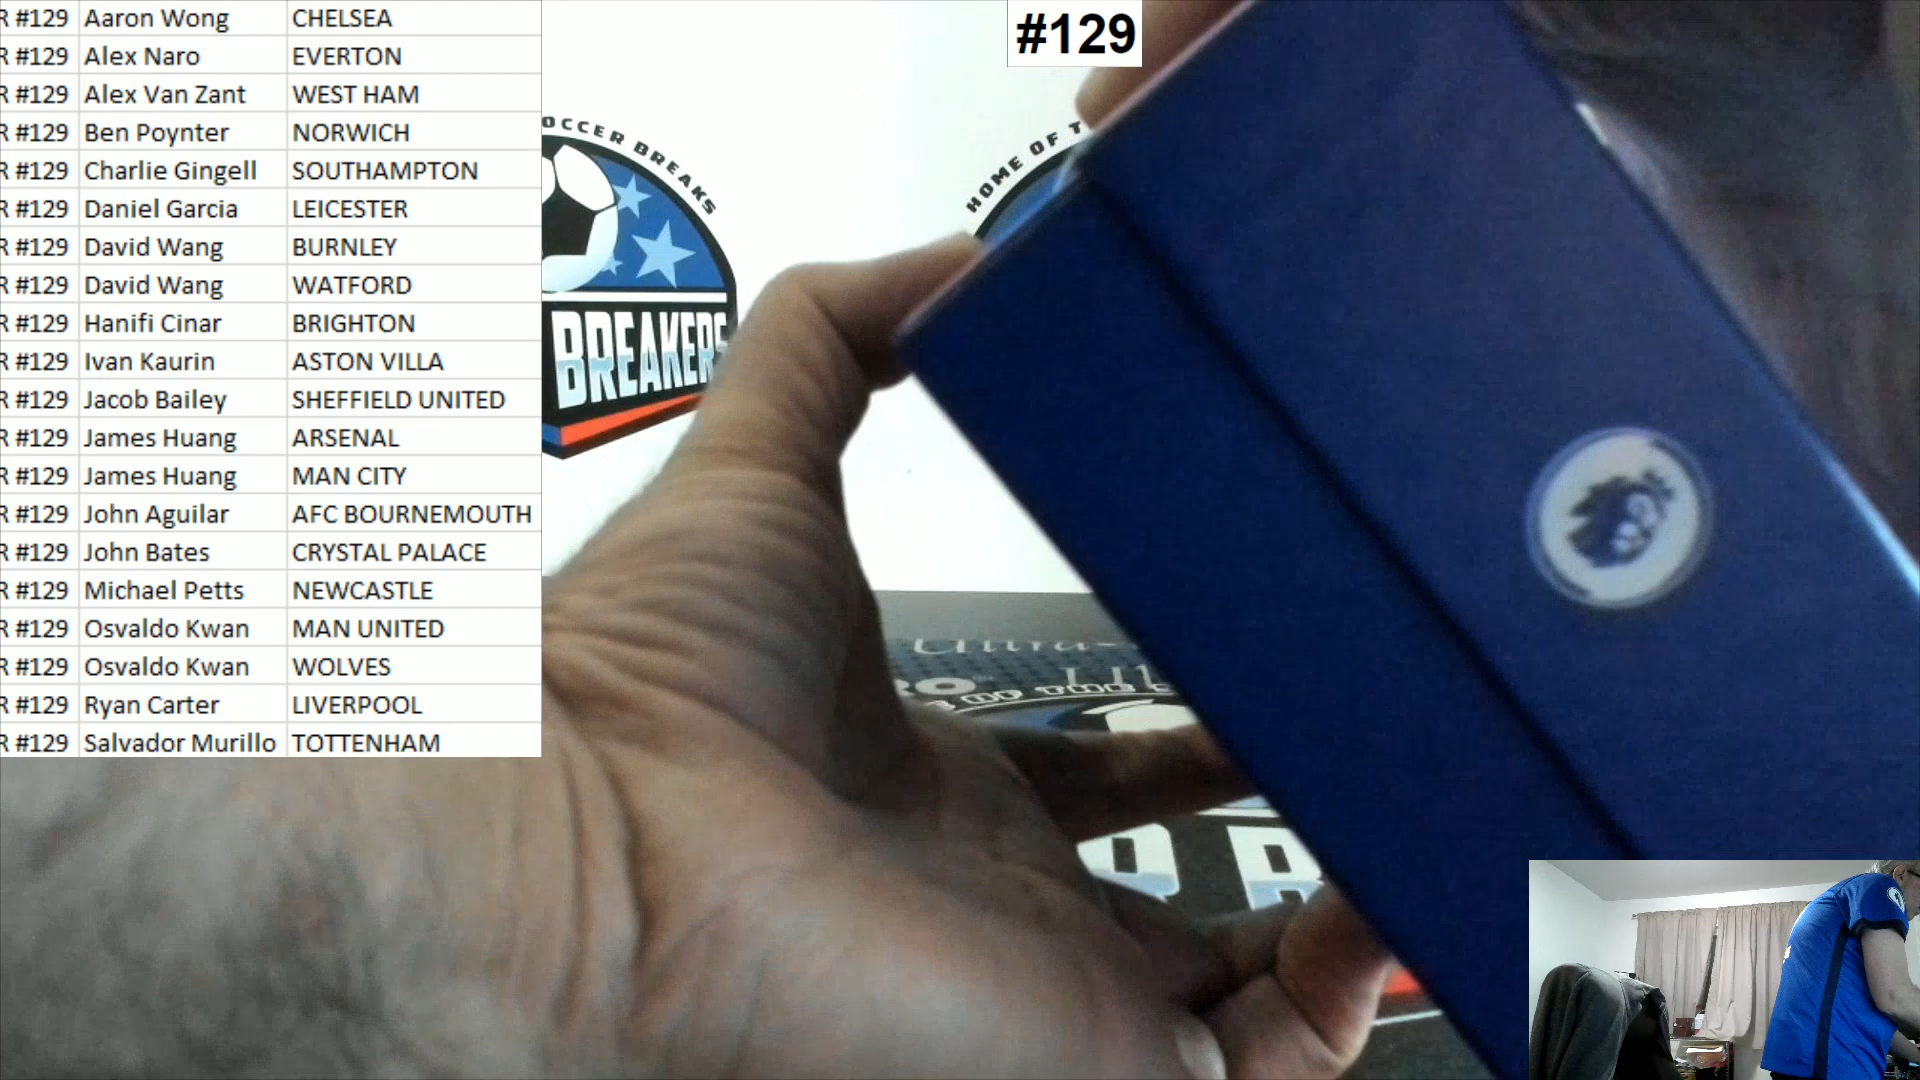 R #129 Aaron Wong CHELSEA
R #129 Alex Naro EVERTON
R #129 Alex Van Zant WEST HAM
R #129 Ben Poynter NORWICH
R #129 Charlie Gingell SOUTHAMPTON
R #129 Daniel Garcia LEICESTER
R #129 David Wang BURNLEY
R #129 David Wang WATFORD
R #129 Hanifi Cinar BRIGHTON
R #129 Ivan Kaurin ASTON VILLA
R #129 Jacob Bailey SHEFFIELD UNITED
R #129 James Huang ARSENAL
R #129 James Huang MAN CITY
R #129 John Aguilar AFC BOURNEMOUTH
R #129 John Bates CRYSTAL PALACE
R #129 Michael Petts NEWCASTLE
R #129 Osvaldo Kwan MAN UNITED
R #129 Osvaldo Kwan WOLVES
R #129 Ryan Carter LIVERPOOL
R #129 Salvador Murillo TOTTENHAM
#129
OCCER BREAKS
BREAKERS
HOME OF T